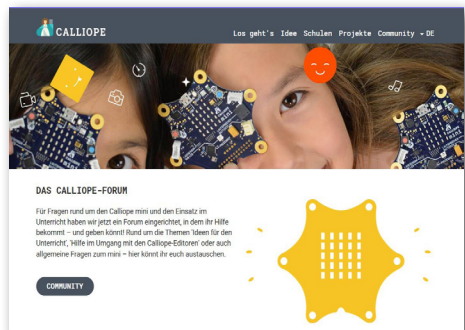 CALLIOPE
Los geht's Idee Schulen Projekte Community DE
DAS CALLIOPE-FORUM
Für Fragen rund um den Calliope mini und den Einsatz im
Unterricht haben wir jetzt ein Forum eingerichtet, in dem ihr Hilfe
bekommt – und geben könnt! Rund um die Themen 'Ideen für den
Unterricht', 'Hilfe im Umgang mit den Calliope-Editoren' oder auch
allgemeine Fragen zum mini – hier könnt ihr euch austauschen.
COMMUNITY